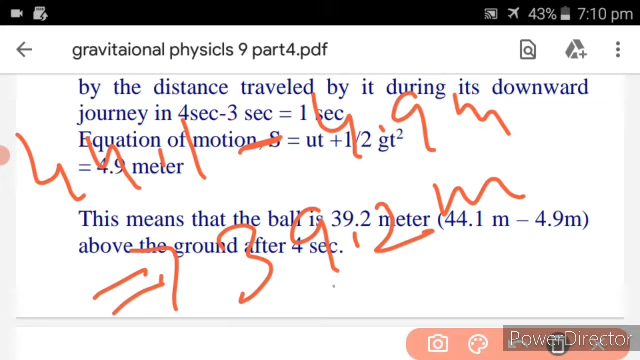 43% 7:10 pm
gravitaional physicls 9 part4.pdf
by the distance traveled by it during its downward
journey in 4sec-3 sec = 1 sec
Equation of motion, S = ut +1/2 gt²
= 4.9 meter
44.1 - 4.9 m
This means that the ball is 39.2 meter (44.1 m – 4.9m)
above the ground after 4 sec.
⇒ 39.2 m
PowerDirector